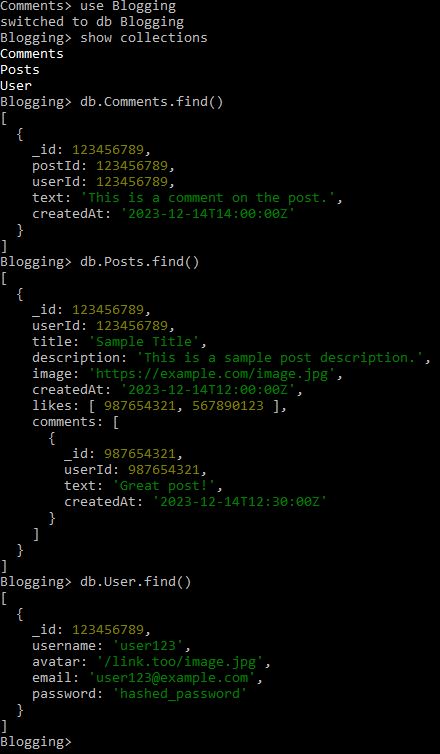 Comments> use Blogging
switched to db Blogging
Blogging> show collections
Comments
Posts
User
Blogging> db.Comments.find()
[
  {
    _id: 123456789,
    postId: 123456789,
    userId: 123456789,
    text: 'This is a comment on the post.',
    createdAt: '2023-12-14T14:00:00Z'
  }
]
Blogging> db.Posts.find()
[
  {
    _id: 123456789,
    userId: 123456789,
    title: 'Sample Title',
    description: 'This is a sample post description.',
    image: 'https://example.com/image.jpg',
    createdAt: '2023-12-14T12:00:00Z',
    likes: [ 987654321, 567890123 ],
    comments: [
      {
        _id: 987654321,
        userId: 987654321,
        text: 'Great post!',
        createdAt: '2023-12-14T12:30:00Z'
      }
    ]
  }
]
Blogging> db.User.find()
[
  {
    _id: 123456789,
    username: 'user123',
    avatar: '/link.too/image.jpg',
    email: 'user123@example.com',
    password: 'hashed_password'
  }
]
Blogging>